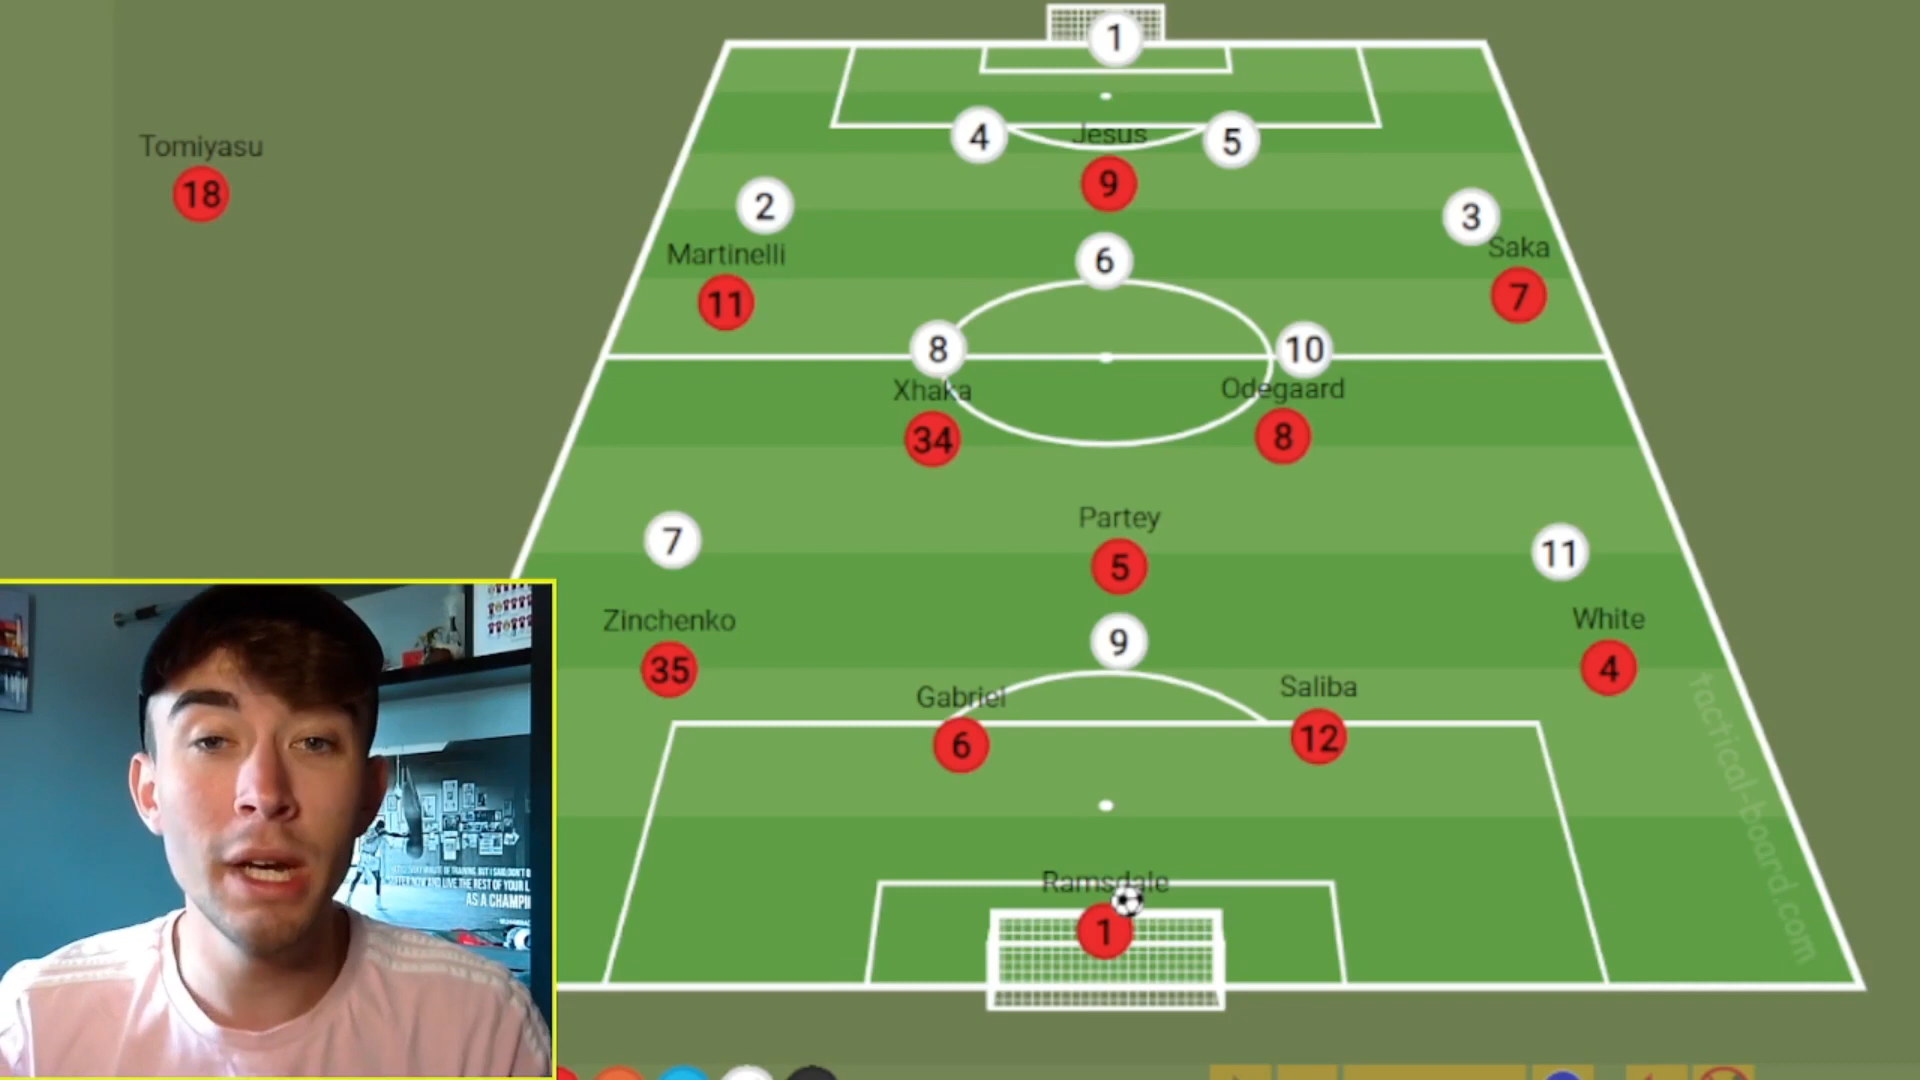 1
4
Jesus
5
Tomiyasu
18
9
2
3
Martinelli
6
Saka
11
7
8
10
Xhaka
Odegaard
34
8
7
Partey
11
5
Zinchenko
9
White
35
4
Gabriel
Saliba
6
12
tactical-board.com
Ramsdale
1
AS A CHAMPI